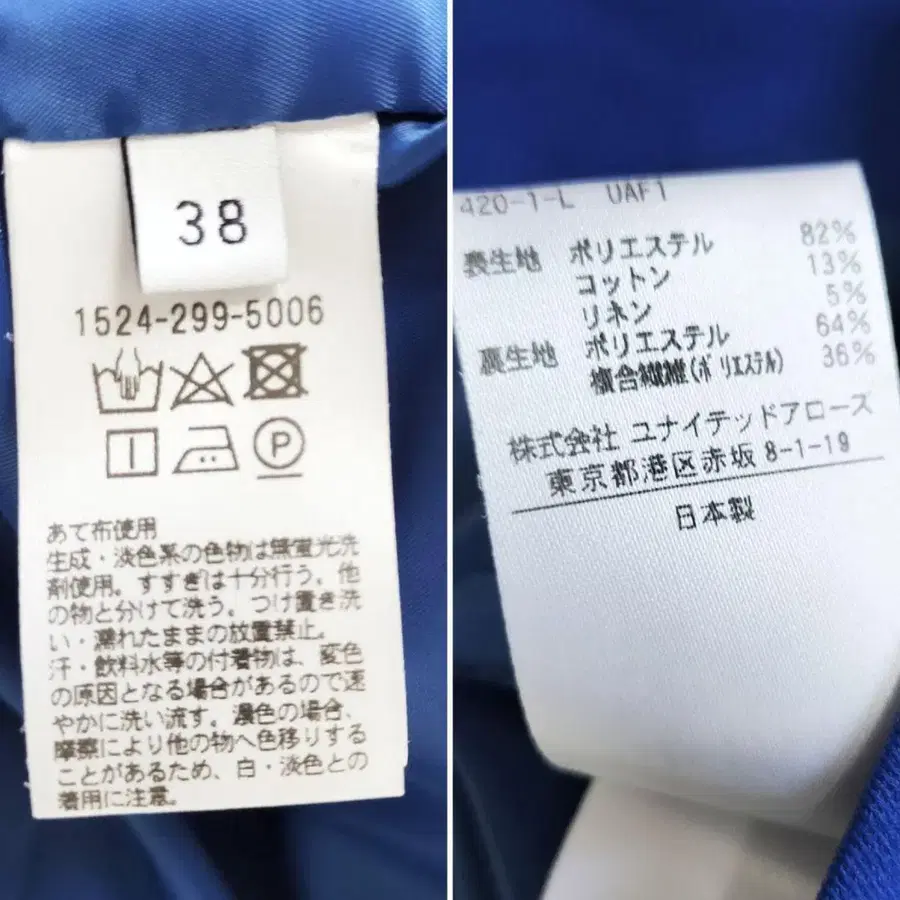 38
1524-299-5006
P
あて布使用
生成・淡色系の色物は無蛍光洗
剤使用。すすぎは十分行う。他
の物と分けて洗う。つけ置き洗
い・濡れたままの放置禁止。
汗・飲料水等の付着物は、変色
の原因となる場合があるので速
やかに洗い流す。濃色の場合、
摩擦により他の物へ色移りする
ことがあるため、白・淡色との
着用に注意。
420-1-L UAF1
表生地 ポリエステル 82%
コットン 13%
リネン 5%
裏生地 ポリエステル 64%
複合繊維(ポリエステル) 36%
株式会社 ユナイテッドアローズ
東京都港区赤坂 8-1-19
日本製